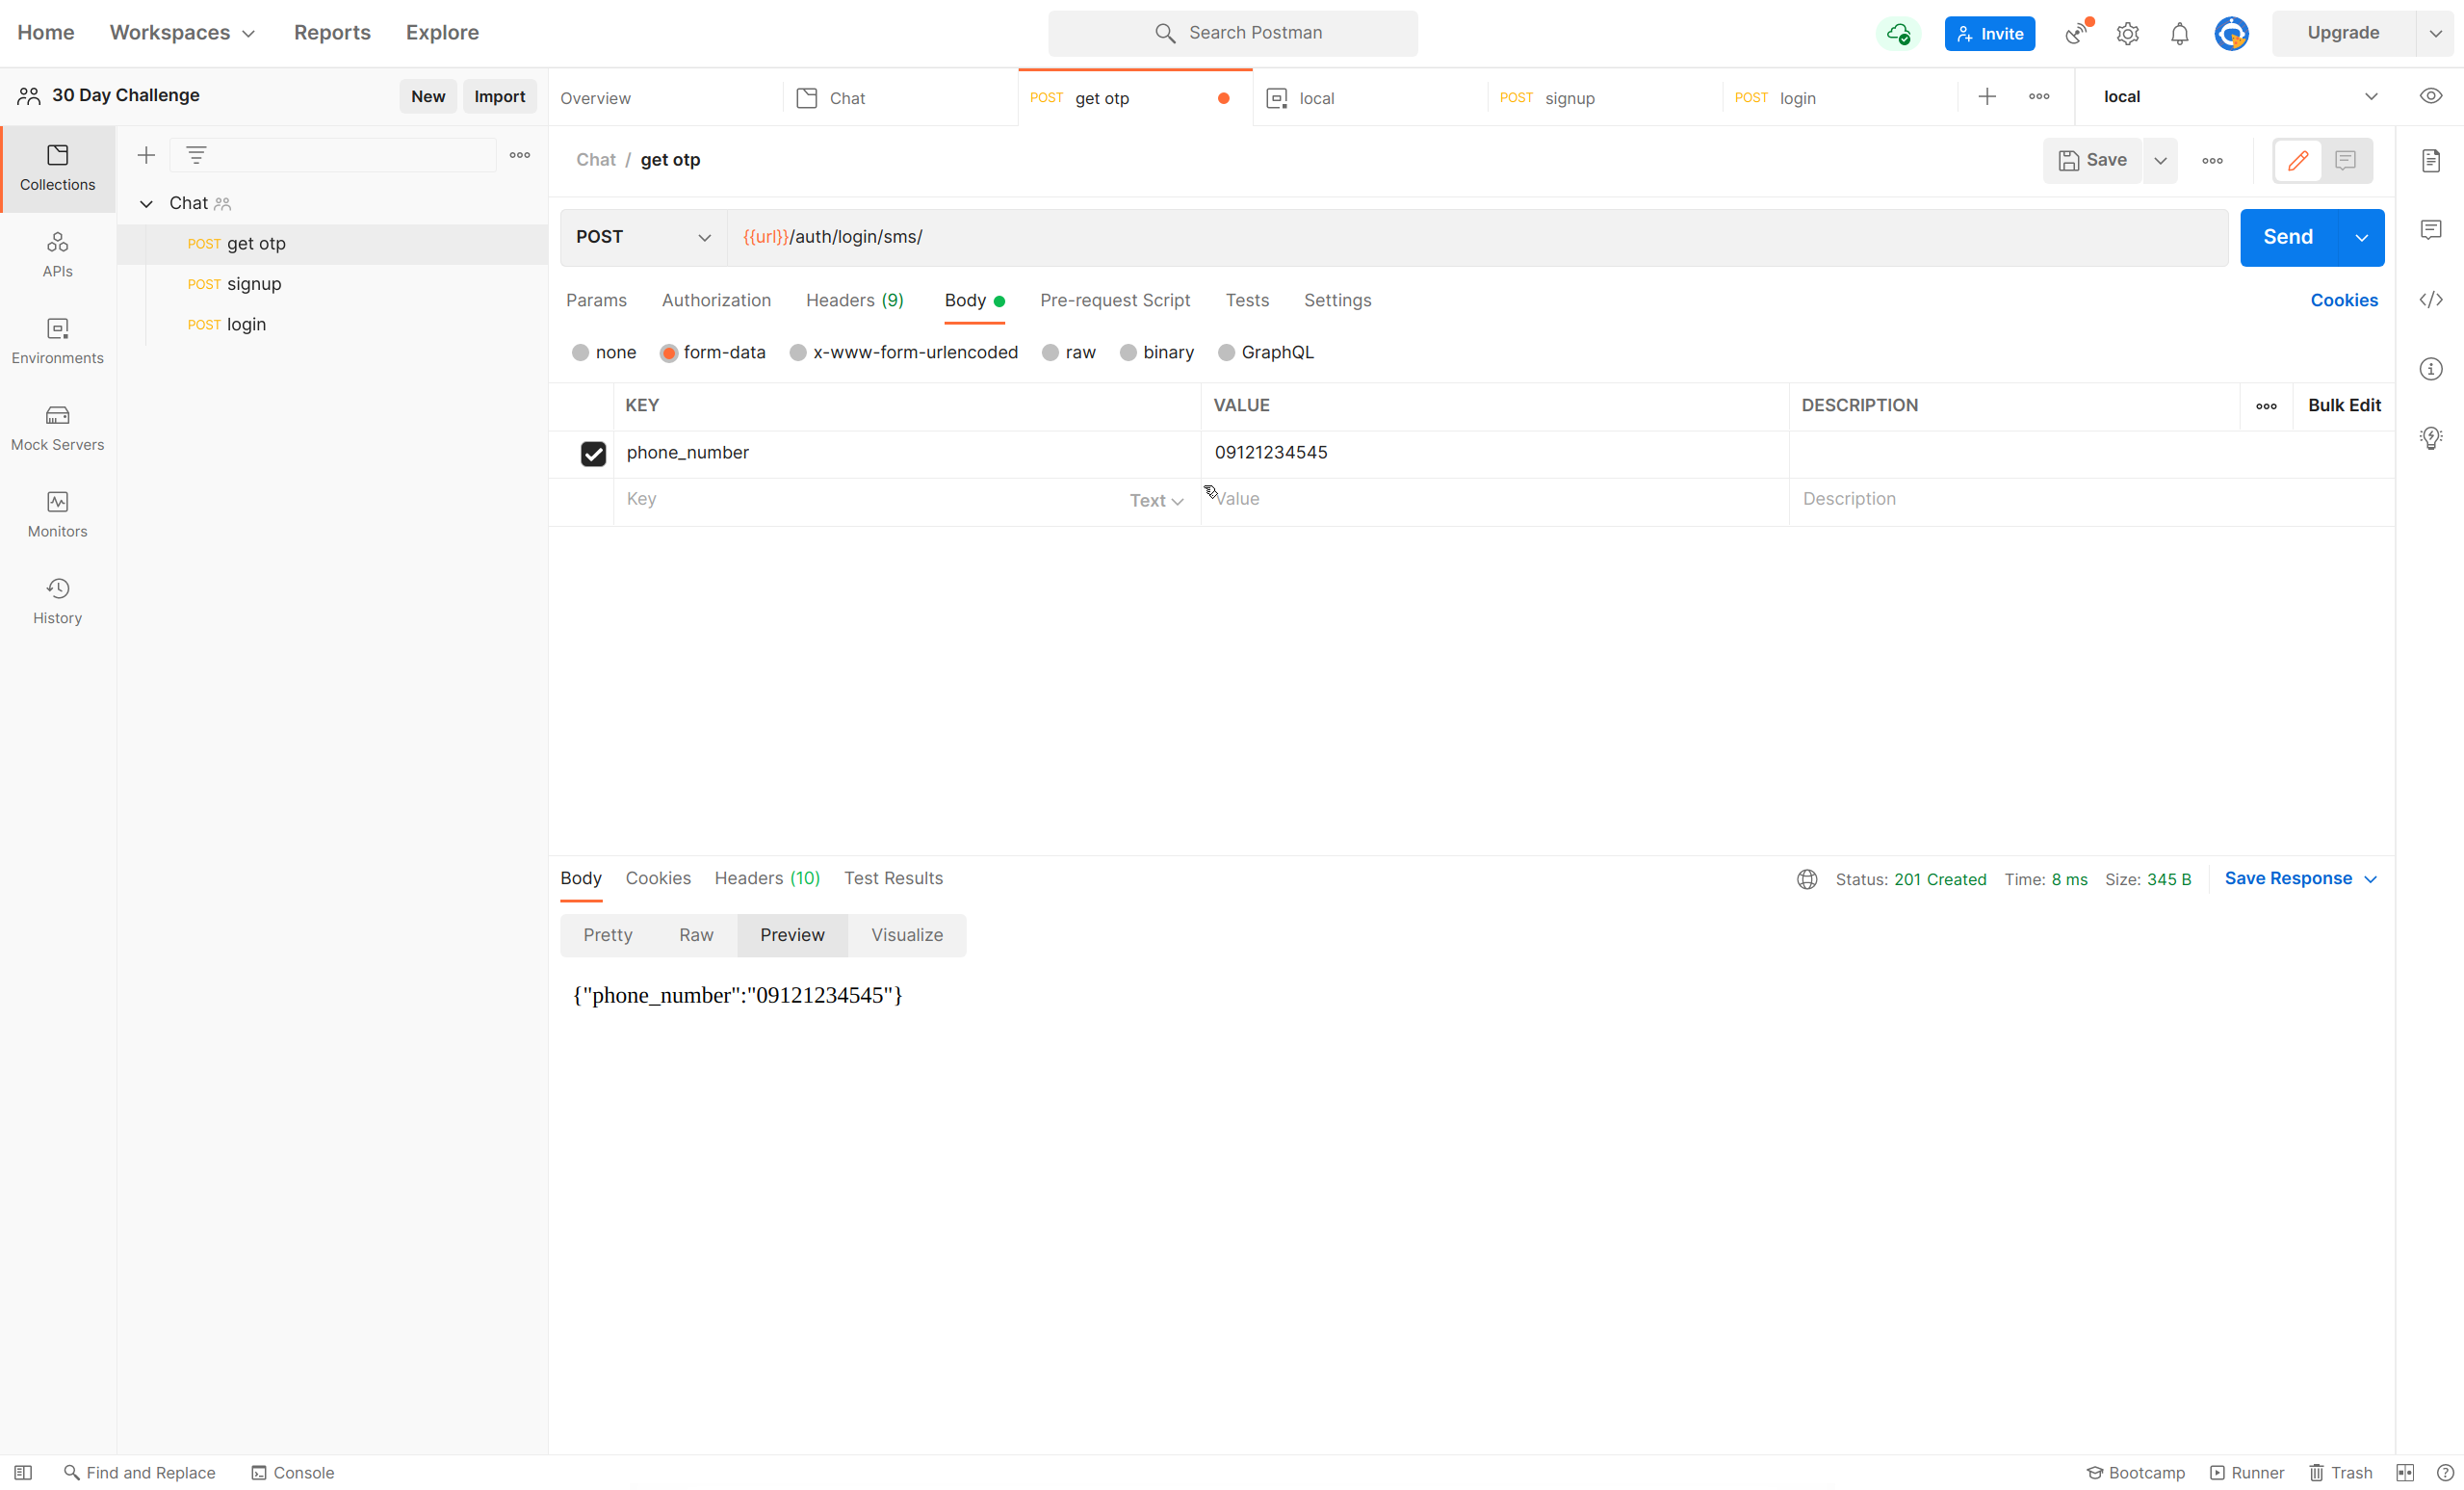 Home Workspaces Reports Explore Search Postman Invite Upgrade
30 Day Challenge New Import Overview Chat POST get otp local POST signup POST login local
Collections
APIs
Environments
Mock Servers
Monitors
History
Chat
POST get otp
POST signup
POST login
Chat / get otp Save
POST {{url}}/auth/login/sms/ Send
Params Authorization Headers (9) Body Pre-request Script Tests Settings Cookies
none form-data x-www-form-urlencoded raw binary GraphQL
KEY VALUE DESCRIPTION Bulk Edit
phone_number 09121234545
Key Text Value Description
Body Cookies Headers (10) Test Results Status: 201 Created Time: 8 ms Size: 345 B Save Response
Pretty Raw Preview Visualize
{"phone_number":"09121234545"}
Find and Replace Console Bootcamp Runner Trash